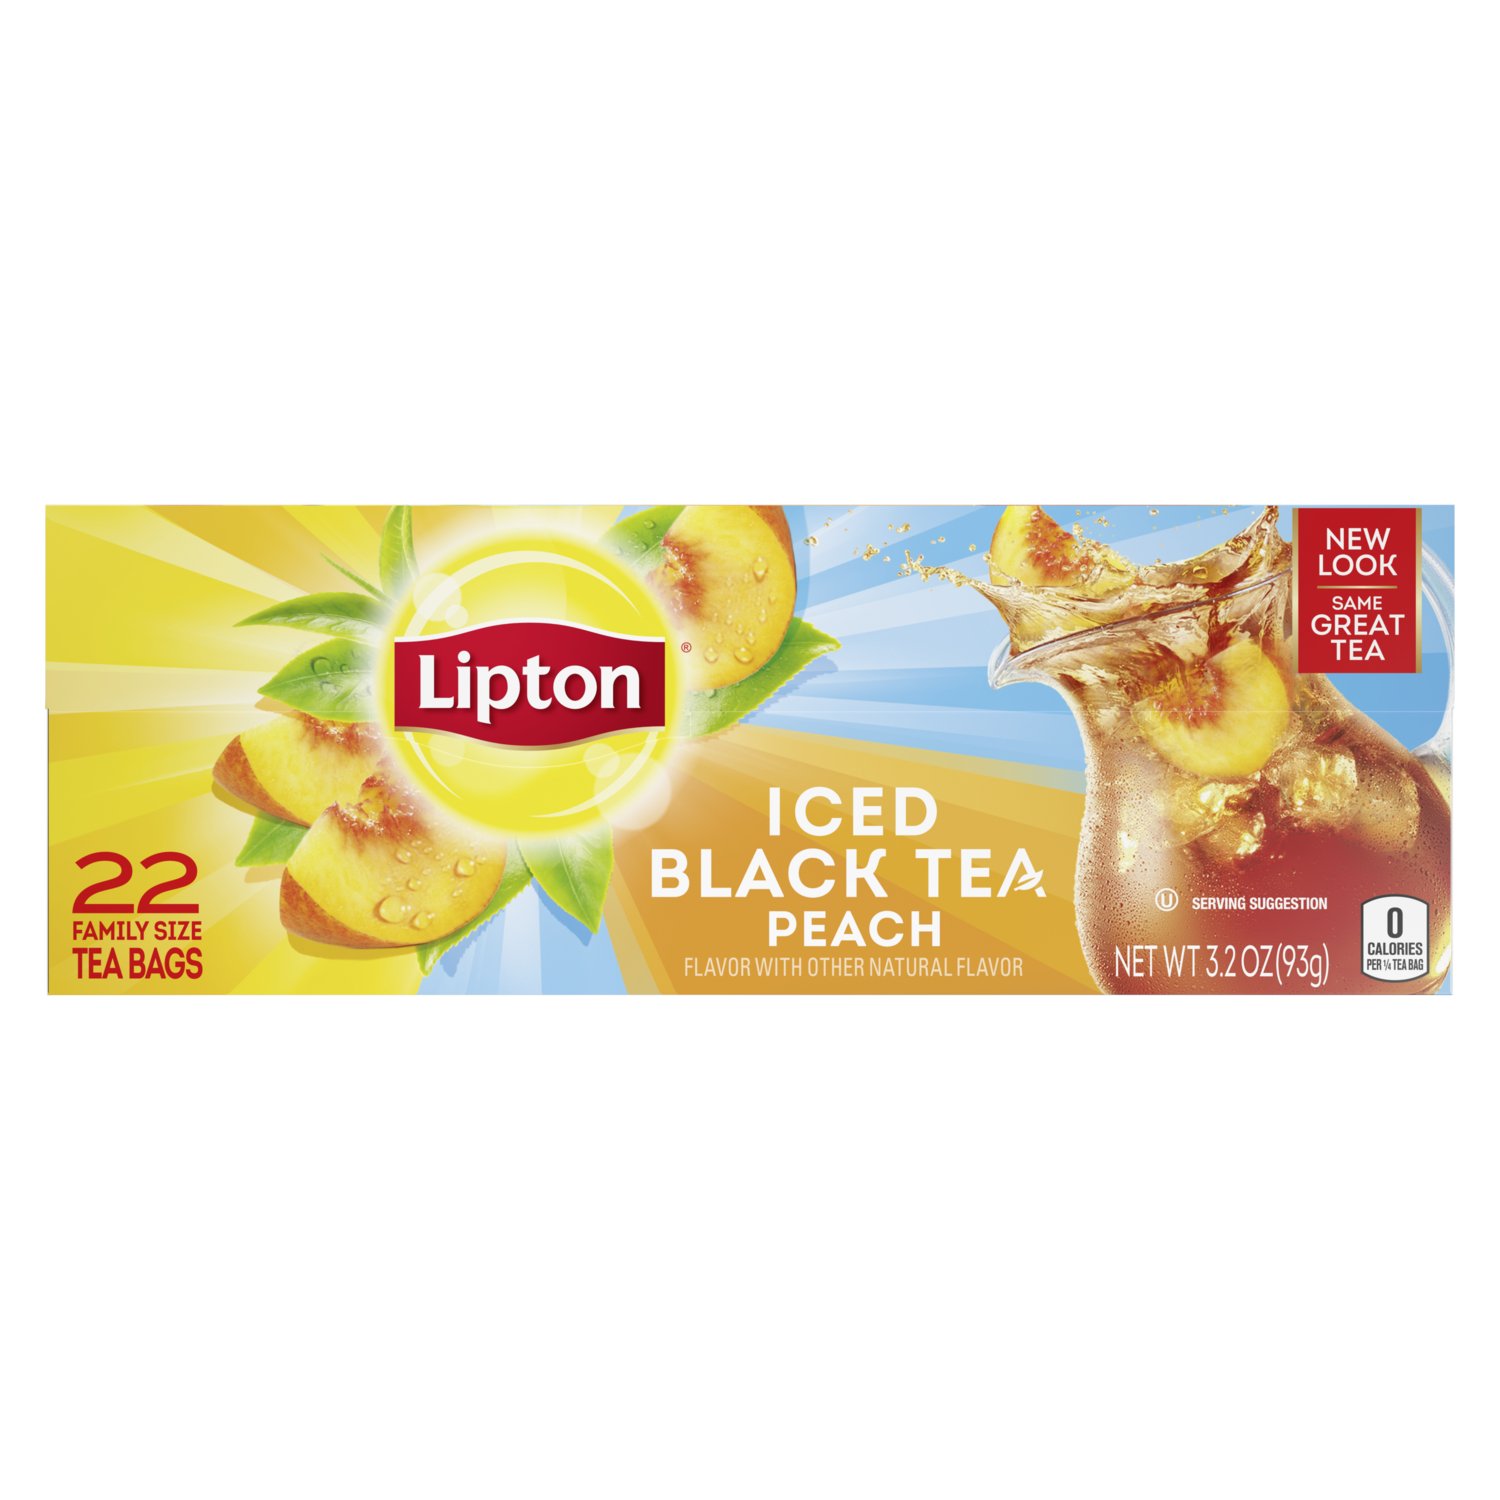 Lipton
®
NEW
LOOK
SAME
GREAT
TEA
22
FAMILY SIZE
TEA BAGS
ICED
BLACK TEA
PEACH
FLAVOR WITH OTHER NATURAL FLAVOR
U SERVING SUGGESTION
NET WT 3.2 OZ(93g)
0
CALORIES
PER 1/4 TEA BAG